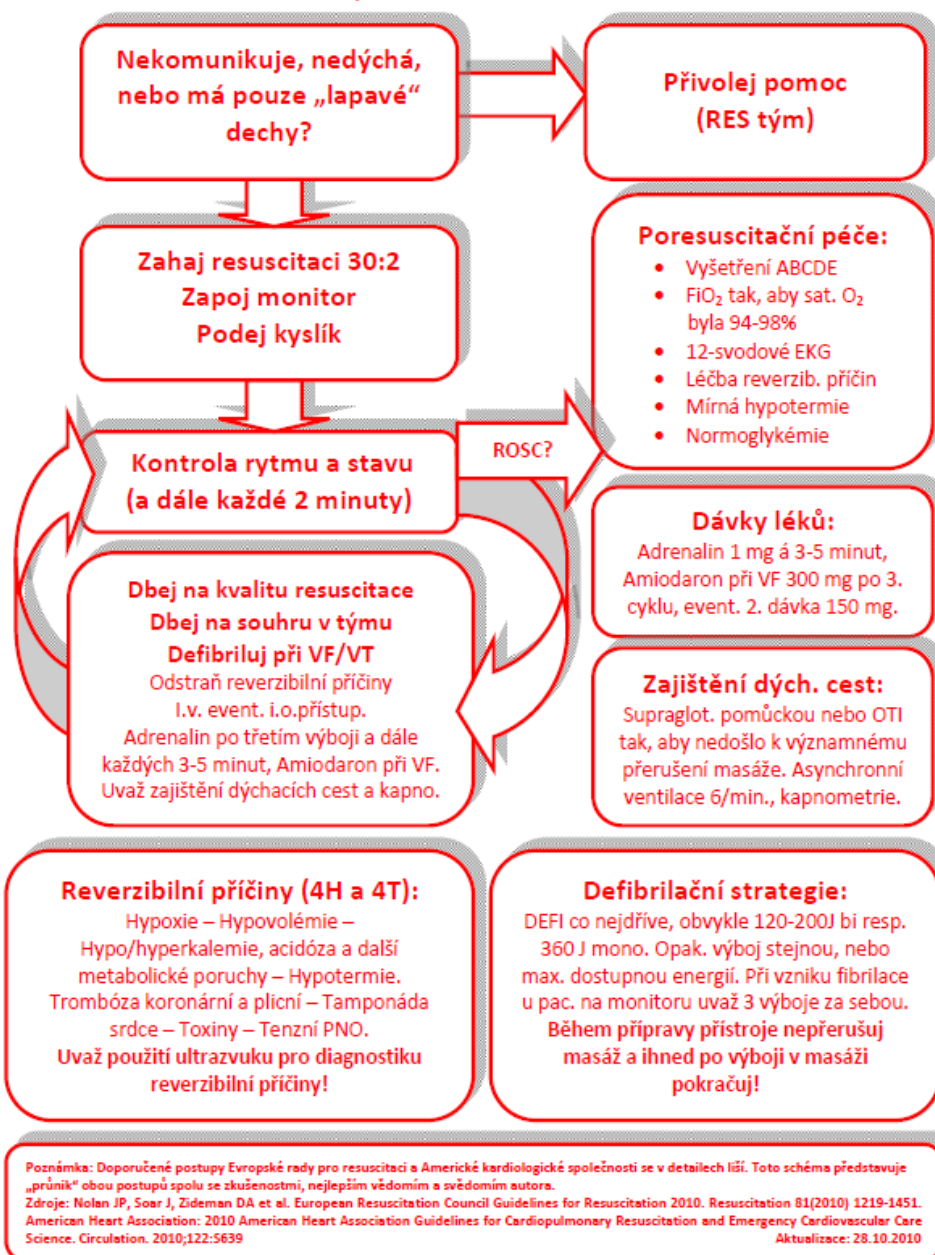 Nekomunikuje, nedýchá,
nebo má pouze „lapavé“
dechy?
Přivolej pomoc
(RES tým)
Zahaj resuscitaci 30:2
Zapoj monitor
Podej kyslík
Poresuscitační péče:
• Vyšetření ABCDE
• FiO₂ tak, aby sat. O₂
byla 94-98%
• 12-svodové EKG
• Léčba reverzib. příčin
• Mírná hypotermie
• Normoglykémie
Kontrola rytmu a stavu
(a dále každé 2 minuty)
ROSC?
Dávky léků:
Adrenalin 1 mg á 3-5 minut,
Amiodaron při VF 300 mg po 3.
cyklu, event. 2. dávka 150 mg.
Dbej na kvalitu resuscitace
Dbej na souhru v týmu
Defibriluj při VF/VT
Odstraň reverzibilní příčiny
I.v. event. i.o.přístup.
Adrenalin po třetím výboji a dále
každých 3-5 minut, Amiodaron při VF.
Uvaž zajištění dýchacích cest a kapno.
Zajištění dých. cest:
Supraglot. pomůckou nebo OTI
tak, aby nedošlo k významnému
přerušení masáže. Asynchronní
ventilace 6/min., kapnometrie.
Reverzibilní příčiny (4H a 4T):
Hypoxie – Hypovolémie –
Hypo/hyperkalemie, acidóza a další
metabolické poruchy – Hypotermie.
Trombóza koronární a plicní – Tamponáda
srdce – Toxiny – Tenzní PNO.
Uvaž použití ultrazvuku pro diagnostiku
reverzibilní příčiny!
Defibrilační strategie:
DEFI co nejdříve, obvykle 120-200J bi resp.
360 J mono. Opak. výboj stejnou, nebo
max. dostupnou energií. Při vzniku fibrilace
u pac. na monitoru uvaž 3 výboje za sebou.
Během přípravy přístroje nepřerušuj
masáž a ihned po výboji v masáži
pokračuj!
Poznámka: Doporučené postupy Evropské rady pro resuscitaci a Americké kardiologické společnosti se v detailech liší. Toto schéma představuje
„průnik“ obou postupů spolu se zkušenostmi, nejlepším vědomím a svědomím autora.
Zdroje: Nolan JP, Soar J, Zideman DA et al. European Resuscitation Council Guidelines for Resuscitation 2010. Resuscitation 81(2010) 1219-1451.
American Heart Association: 2010 American Heart Association Guidelines for Cardiopulmonary Resuscitation and Emergency Cardiovascular Care
Science. Circulation. 2010;122:S639 Aktualizace: 28.10.2010